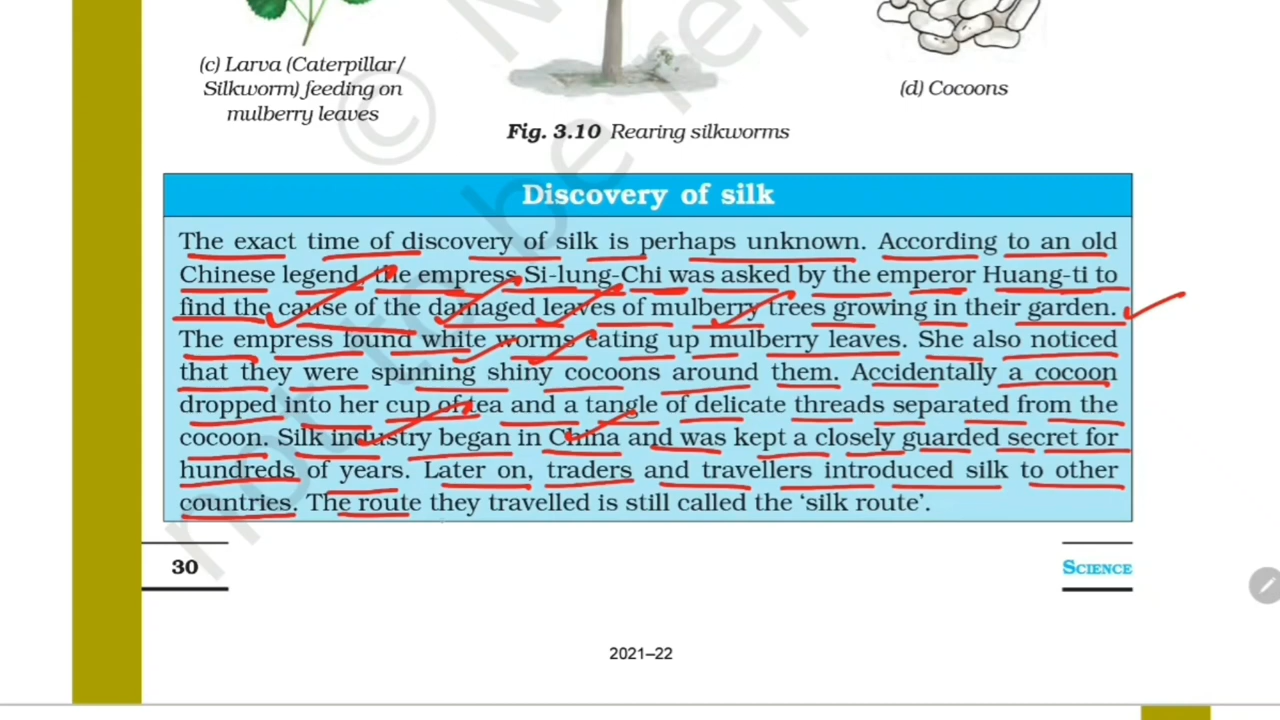 (c) Larva (Caterpillar/
Silkworm) feeding on
mulberry leaves
(d) Cocoons
Fig. 3.10 Rearing silkworms
Discovery of silk
The exact time of discovery of silk is perhaps unknown. According to an old
Chinese legend, the empress Si-lung-Chi was asked by the emperor Huang-ti to
find the cause of the damaged leaves of mulberry trees growing in their garden.
The empress found white worms eating up mulberry leaves. She also noticed
that they were spinning shiny cocoons around them. Accidentally a cocoon
dropped into her cup of tea and a tangle of delicate threads separated from the
cocoon. Silk industry began in China and was kept a closely guarded secret for
hundreds of years. Later on, traders and travellers introduced silk to other
countries. The route they travelled is still called the ‘silk route’.
30
SCIENCE
2021–22
© N
not to be rep